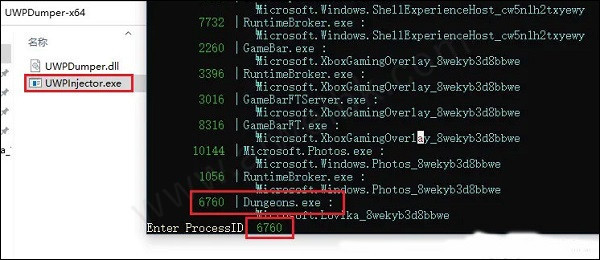 UWPDumper-x64
名称
UWPDumper.dll
UWPInjector.exe
Microsoft.Windows.ShellExperienceHost_cw5n1h2txyewy
7732 | RuntimeBroker.exe :
Microsoft.Windows.ShellExperienceHost_cw5n1h2txyewy
2260 | GameBar.exe :
Microsoft.XboxGamingOverlay_8wekyb3d8bbwe
3396 | RuntimeBroker.exe :
Microsoft.XboxGamingOverlay_8wekyb3d8bbwe
3016 | GameBarFTServer.exe :
Microsoft.XboxGamingOverlay_8wekyb3d8bbwe
8316 | GameBarFT.exe :
Microsoft.XboxGamingOverlay_8wekyb3d8bbwe
10144 | Microsoft.Photos.exe :
Microsoft.Windows.Photos_8wekyb3d8bbwe
1056 | RuntimeBroker.exe :
Microsoft.Windows.Photos_8wekyb3d8bbwe
6760 | Dungeons.exe :
Microsoft.Lovika_8wekyb3d8bbwe
Enter ProcessID 6760